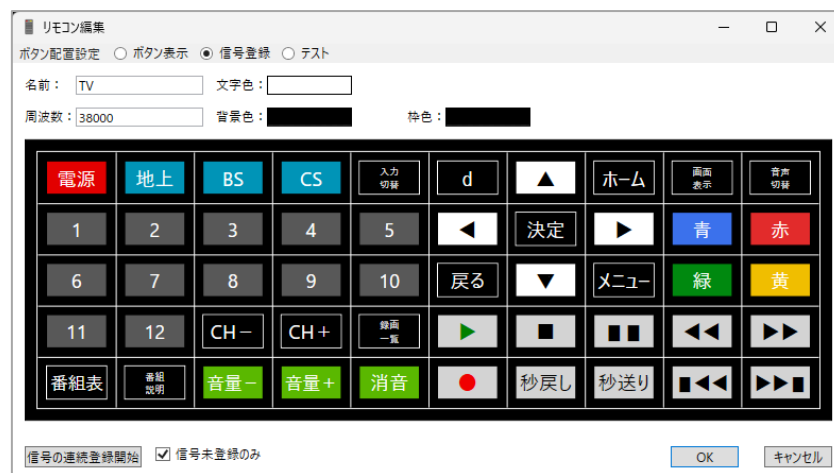 リモコン編集
ボタン配置設定 ボタン表示 信号登録 テスト
名前： TV 文字色：
周波数： 38000 背景色： 枠色：
電源 地上 BS CS 入力切替 d ▲ ホーム 画面表示 音声切替
1 2 3 4 5 ◀ 決定 ▶ 青 赤
6 7 8 9 10 戻る ▼ メニュー 緑 黄
11 12 CH－ CH＋ 録画一覧 ▶ ■ ▮▮ ◀◀ ▶▶
番組表 番組説明 音量－ 音量＋ 消音 ● 秒戻し 秒送り ▮◀◀ ▶▶▮
信号の連続登録開始 信号未登録のみ OK キャンセル